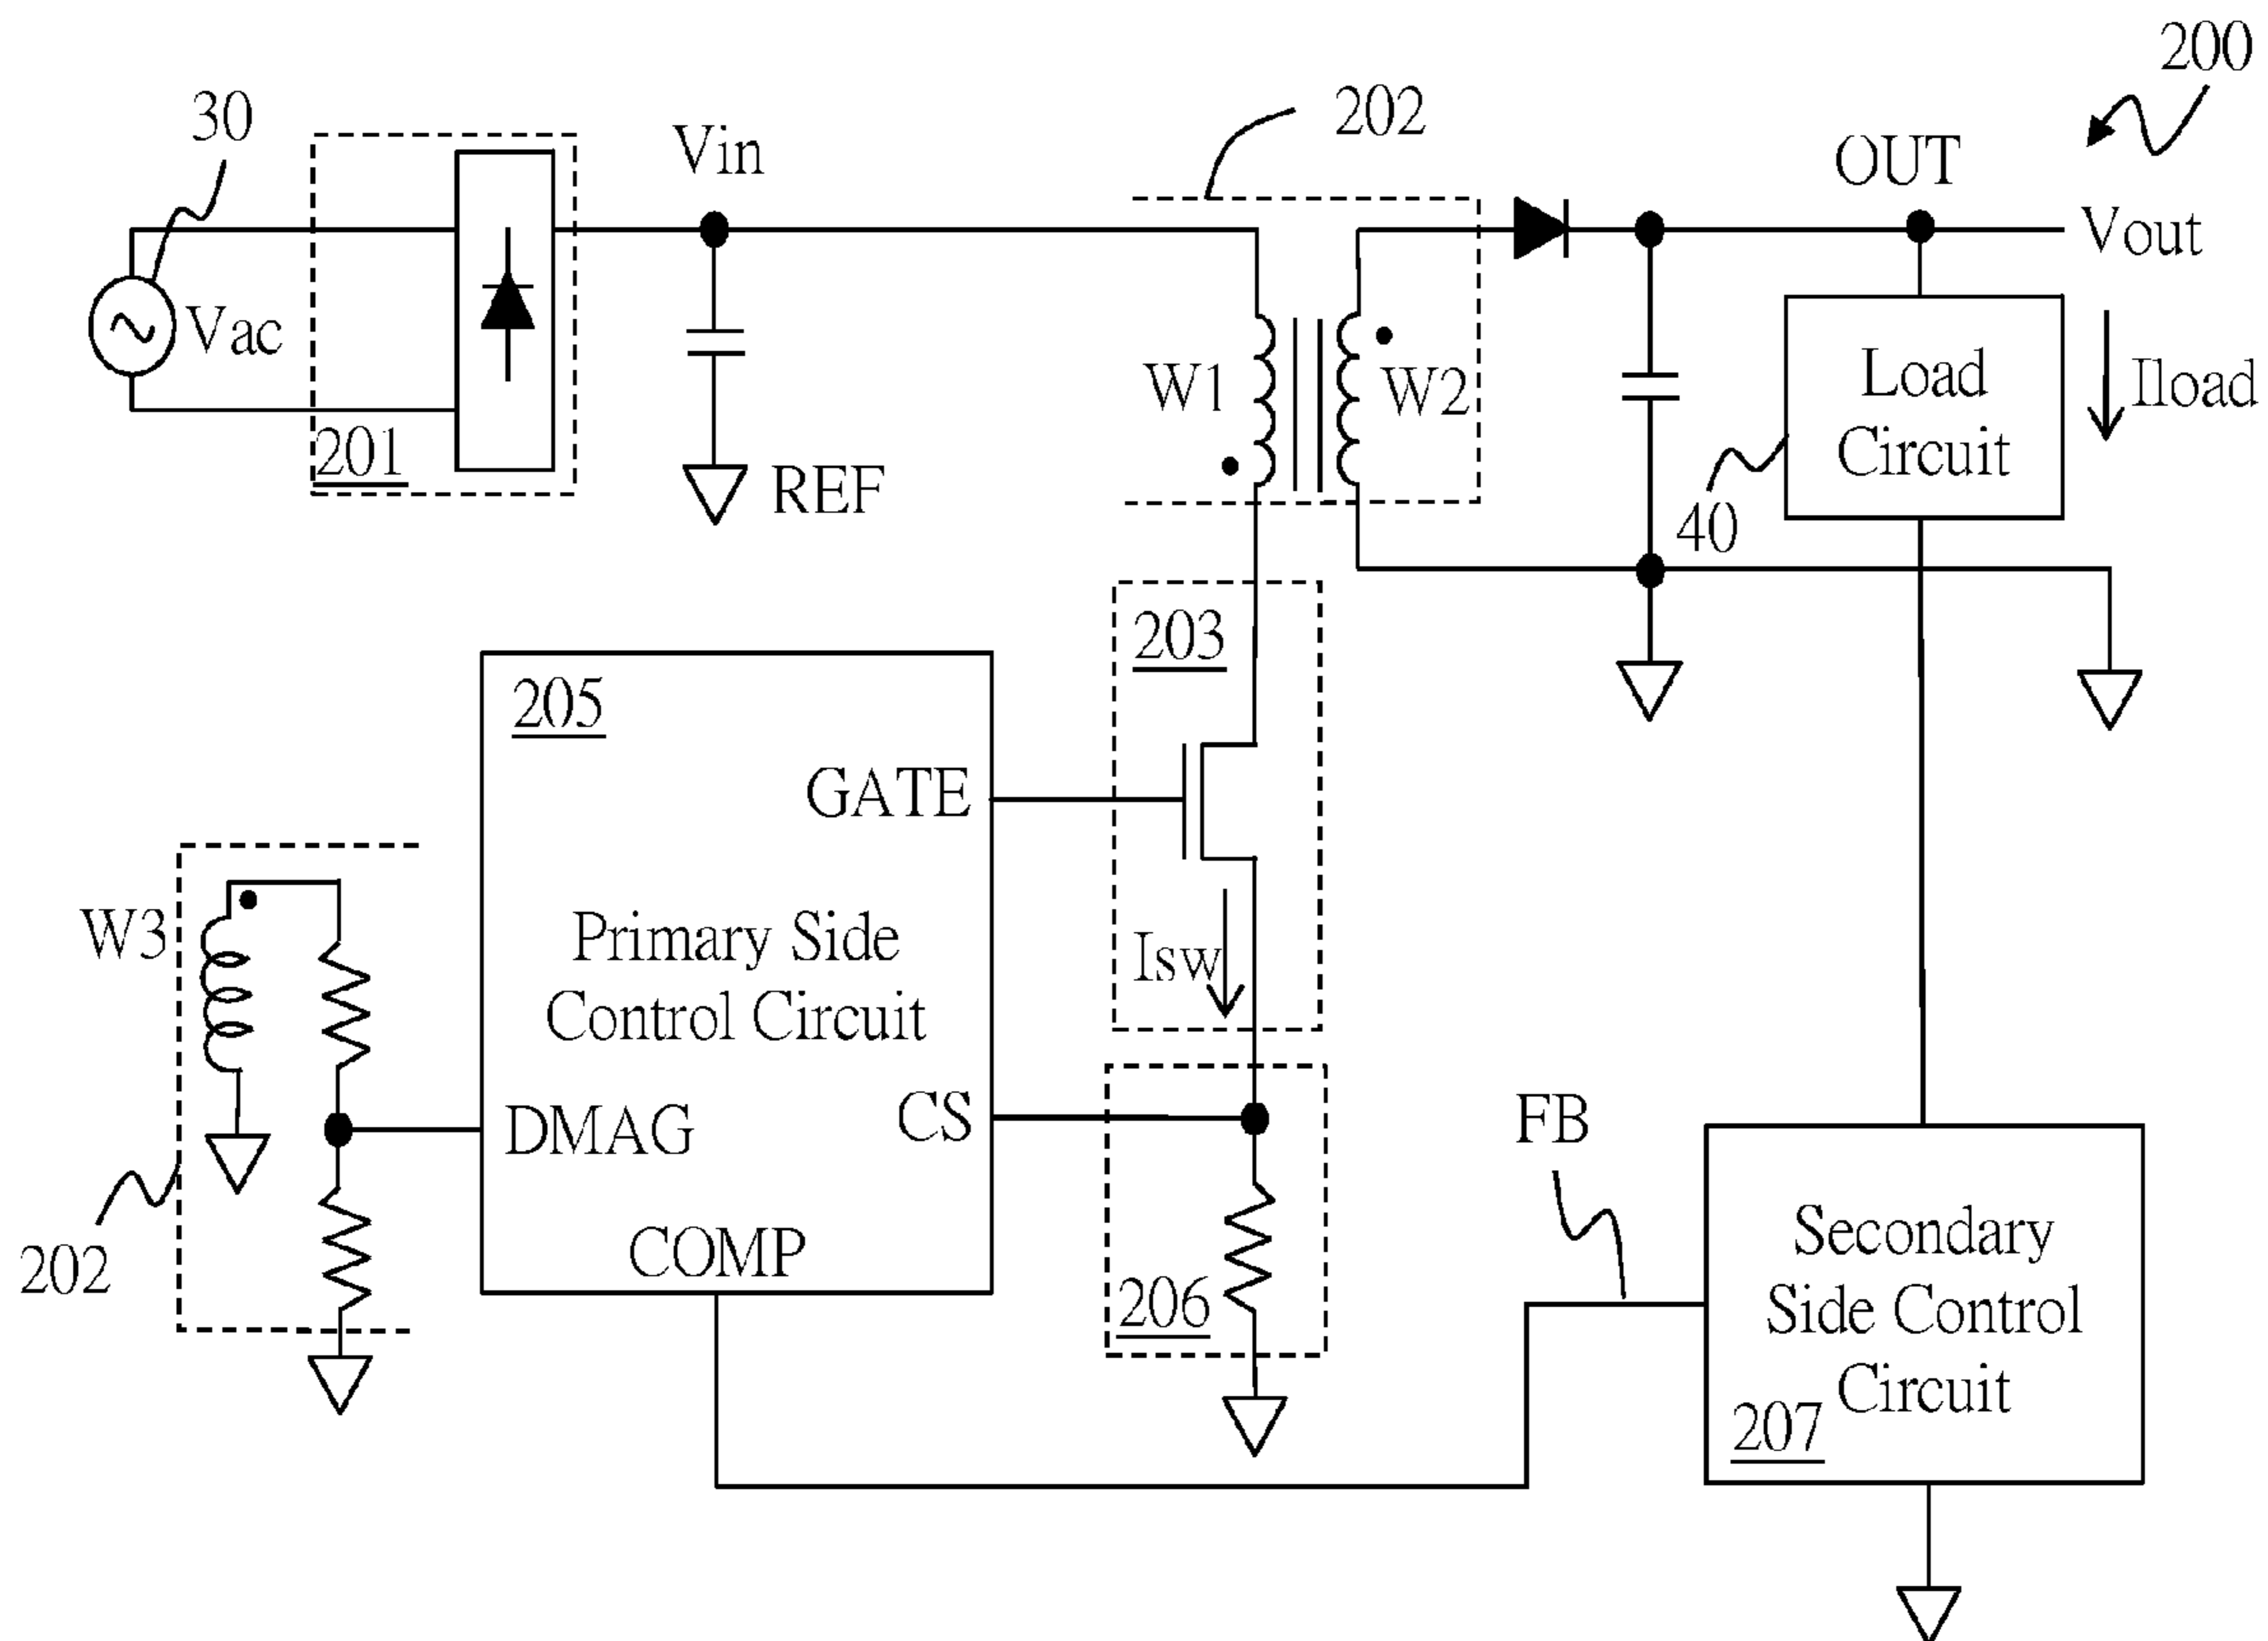 200
30
202
Vin
OUT
Vout
Vac
W1
W2
Load
Circuit
Iload
201
REF
40
203
205
GATE
W3
Primary Side
Control Circuit
Isw
DMAG
CS
FB
COMP
202
206
Secondary
Side Control
Circuit
207